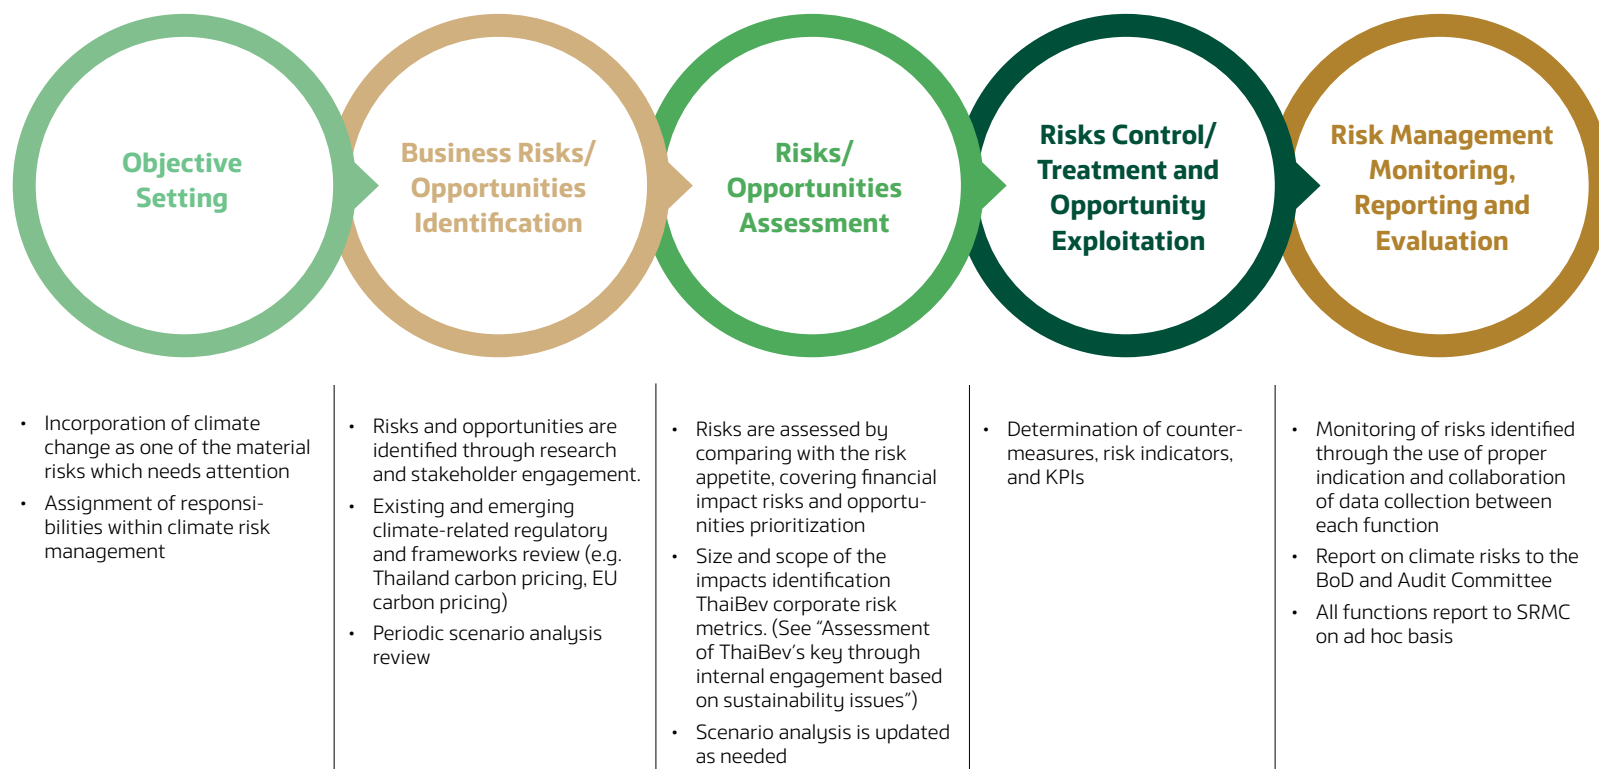 Objective
Setting
Business Risks/
Opportunities
Identification
Risks/
Opportunities
Assessment
Risks Control/
Treatment and
Opportunity
Exploitation
Risk Management
Monitoring,
Reporting and
Evaluation
• Incorporation of climate
change as one of the material
risks which needs attention
• Assignment of responsi-
bilities within climate risk
management
• Risks and opportunities are
identified through research
and stakeholder engagement.
• Existing and emerging
climate-related regulatory
and frameworks review (e.g.
Thailand carbon pricing, EU
carbon pricing)
• Periodic scenario analysis
review
• Risks are assessed by
comparing with the risk
appetite, covering financial
impact risks and opportu-
nities prioritization
• Size and scope of the
impacts identification
ThaiBev corporate risk
metrics. (See “Assessment
of ThaiBev’s key through
internal engagement based
on sustainability issues”)
• Scenario analysis is updated
as needed
• Determination of counter-
measures, risk indicators,
and KPIs
• Monitoring of risks identified
through the use of proper
indication and collaboration
of data collection between
each function
• Report on climate risks to the
BoD and Audit Committee
• All functions report to SRMC
on ad hoc basis